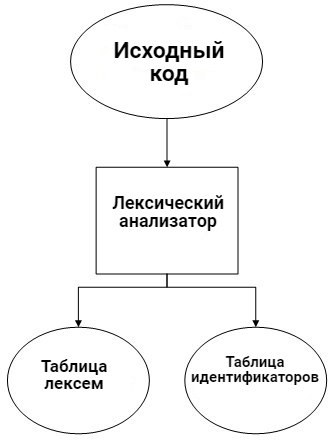 Исходный
код
Лексический
анализатор
Таблица
лексем
Таблица
идентификаторов